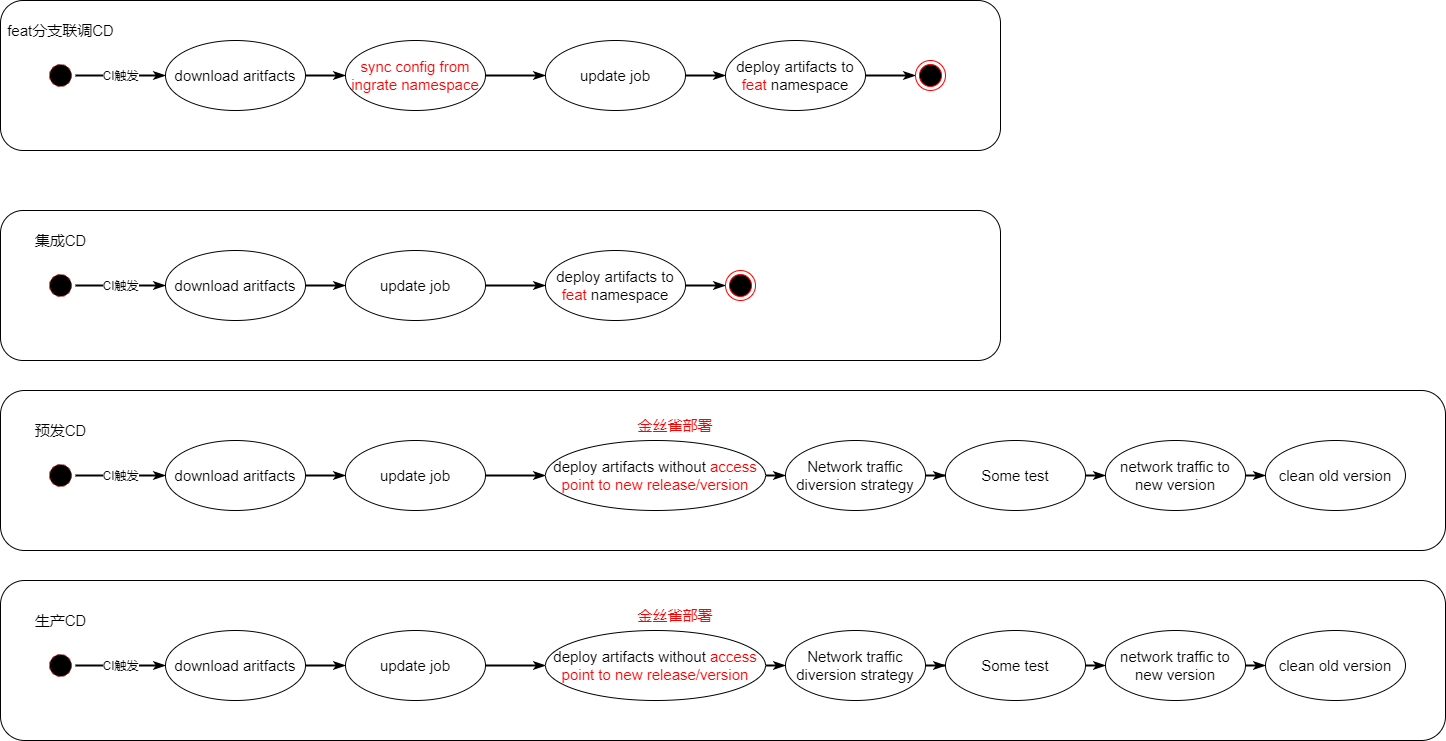 feat分支联调CD
CI触发
download aritfacts
sync config from
ingrate namespace
update job
deploy artifacts to
feat namespace
集成CD
CI触发
download aritfacts
update job
deploy artifacts to
feat namespace
预发CD
金丝雀部署
CI触发
download aritfacts
update job
deploy artifacts without access
point to new release/version
Network traffic
diversion strategy
Some test
network traffic to
new version
clean old version
生产CD
金丝雀部署
CI触发
download aritfacts
update job
deploy artifacts without access
point to new release/version
Network traffic
diversion strategy
Some test
network traffic to
new version
clean old version